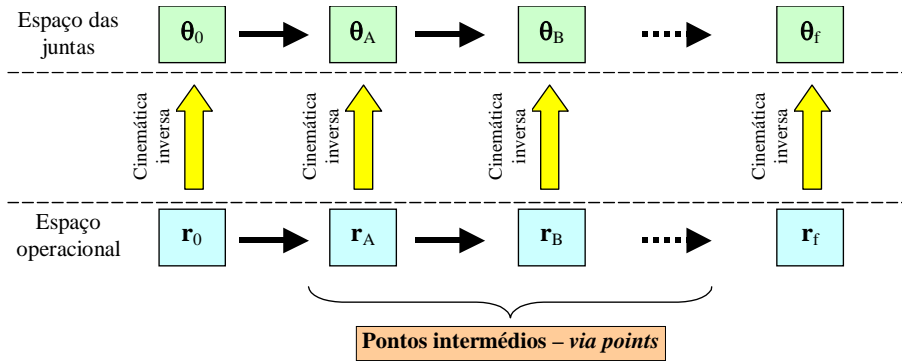 Espaço das
juntas
θ0
θA
θB
θf
Cinemática
inversa
Cinemática
inversa
Cinemática
inversa
Cinemática
inversa
Espaço
operacional
r0
rA
rB
rf
Pontos intermédios – via points